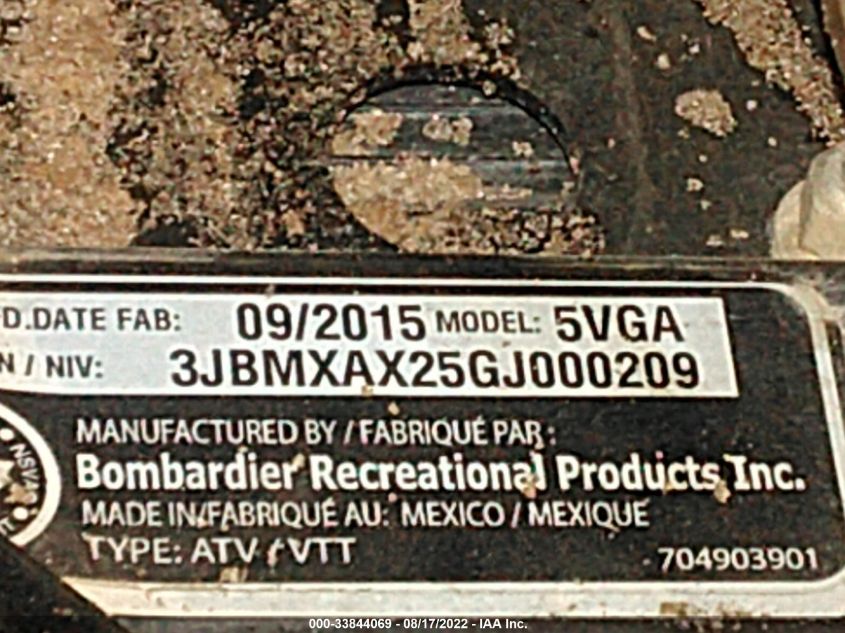 D.DATE FAB: 09/2015 MODEL: 5VGA
N / NIV: 3JBMXAX25GJ000209
MANUFACTURED BY / FABRIQUÉ PAR :
Bombardier Recreational Products Inc.
MADE IN/FABRIQUÉ AU: MEXICO / MEXIQUE
TYPE: ATV / VTT 704903901
000-33844069 - 08/17/2022 - IAA Inc.